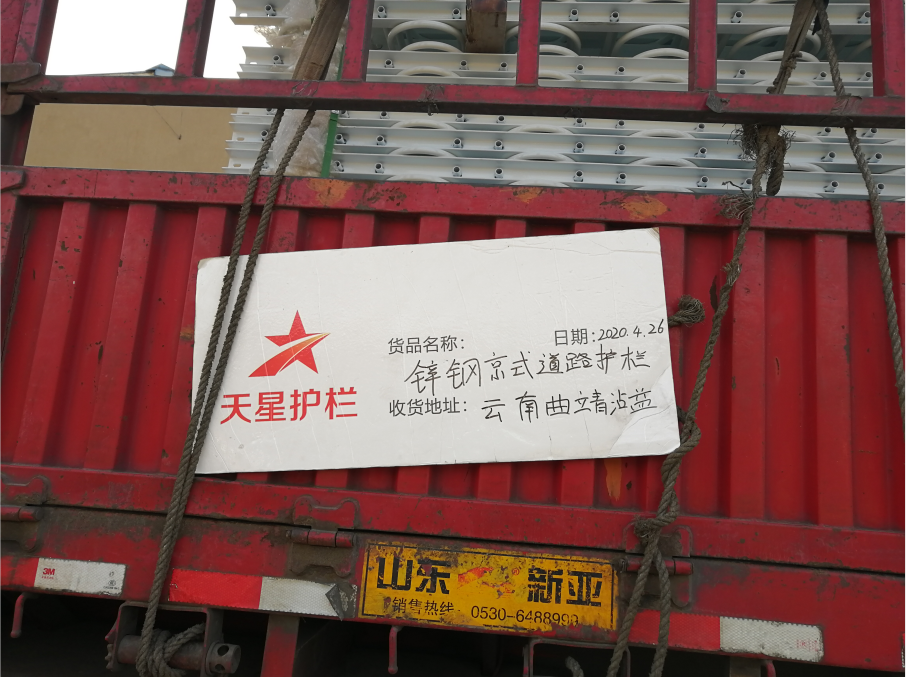 天星护栏
货品名称:
日期:2020.4.26
锌钢京式道路护栏
收货地址:
云南曲靖沾益
3M
山东 新亚
销售热线 0530-6488999